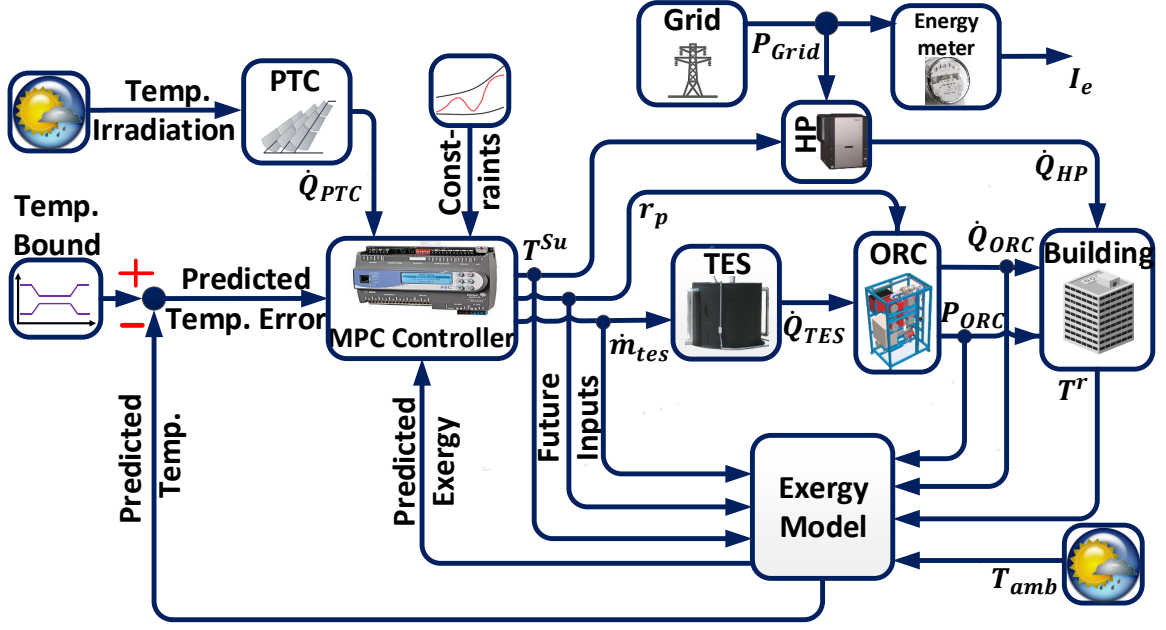 Grid
P_Grid
Energy
meter
I_e
Temp.
Irradiation
PTC
Q̇_PTC
Const-
raints
HP
Q̇_HP
Temp.
Bound
+
−
Predicted
Temp. Error
MPC Controller
T^Su
r_p
ṁ_tes
TES
Q̇_TES
ORC
Q̇_ORC
P_ORC
Building
T^r
Predicted
Temp.
Predicted
Exergy
Future
Inputs
Exergy
Model
T_amb